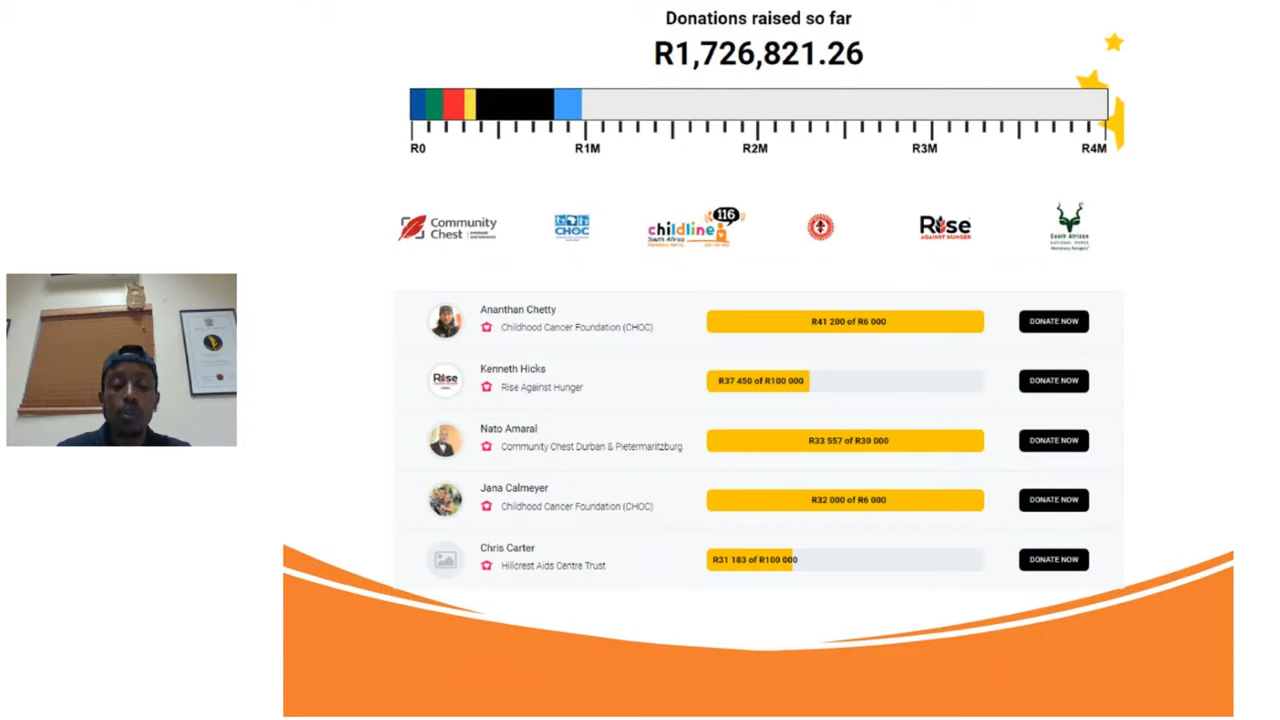 Donations raised so far
R1,726,821.26
R0 R1M R2M R3M R4M
Community
Chest
CHOC
116
childline
South Africa
Rise
AGAINST HUNGER
South African
NATIONAL PARKS
Ananthan Chetty
Childhood Cancer Foundation (CHOC)
R41 200 of R6 000
DONATE NOW
Kenneth Hicks
Rise Against Hunger
R37 450 of R100 000
DONATE NOW
Nato Amaral
Community Chest Durban & Pietermaritzburg
R33 557 of R30 000
DONATE NOW
Jana Calmeyer
Childhood Cancer Foundation (CHOC)
R32 000 of R6 000
DONATE NOW
Chris Carter
Hillcrest Aids Centre Trust
R31 183 of R100 000
DONATE NOW